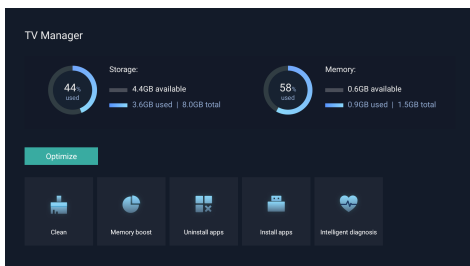 TV Manager
44% used
Storage:
4.4GB available
3.6GB used | 8.0GB total
58% used
Memory:
0.6GB available
0.9GB used | 1.5GB total
Optimize
Clean
Memory boost
Uninstall apps
Install apps
Intelligent diagnosis